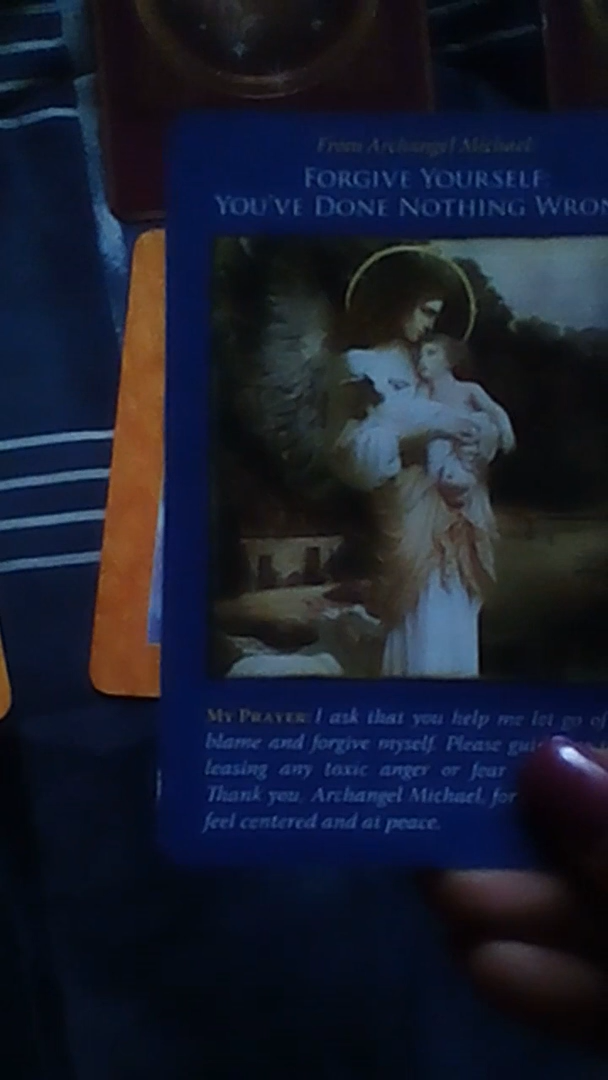 From Archangel Michael:
FORGIVE YOURSELF:
YOU'VE DONE NOTHING WRON
MY PRAYER: I ask that you help me let go of
blame and forgive myself. Please gui
leasing any toxic anger or fear
Thank you, Archangel Michael, for
feel centered and at peace.